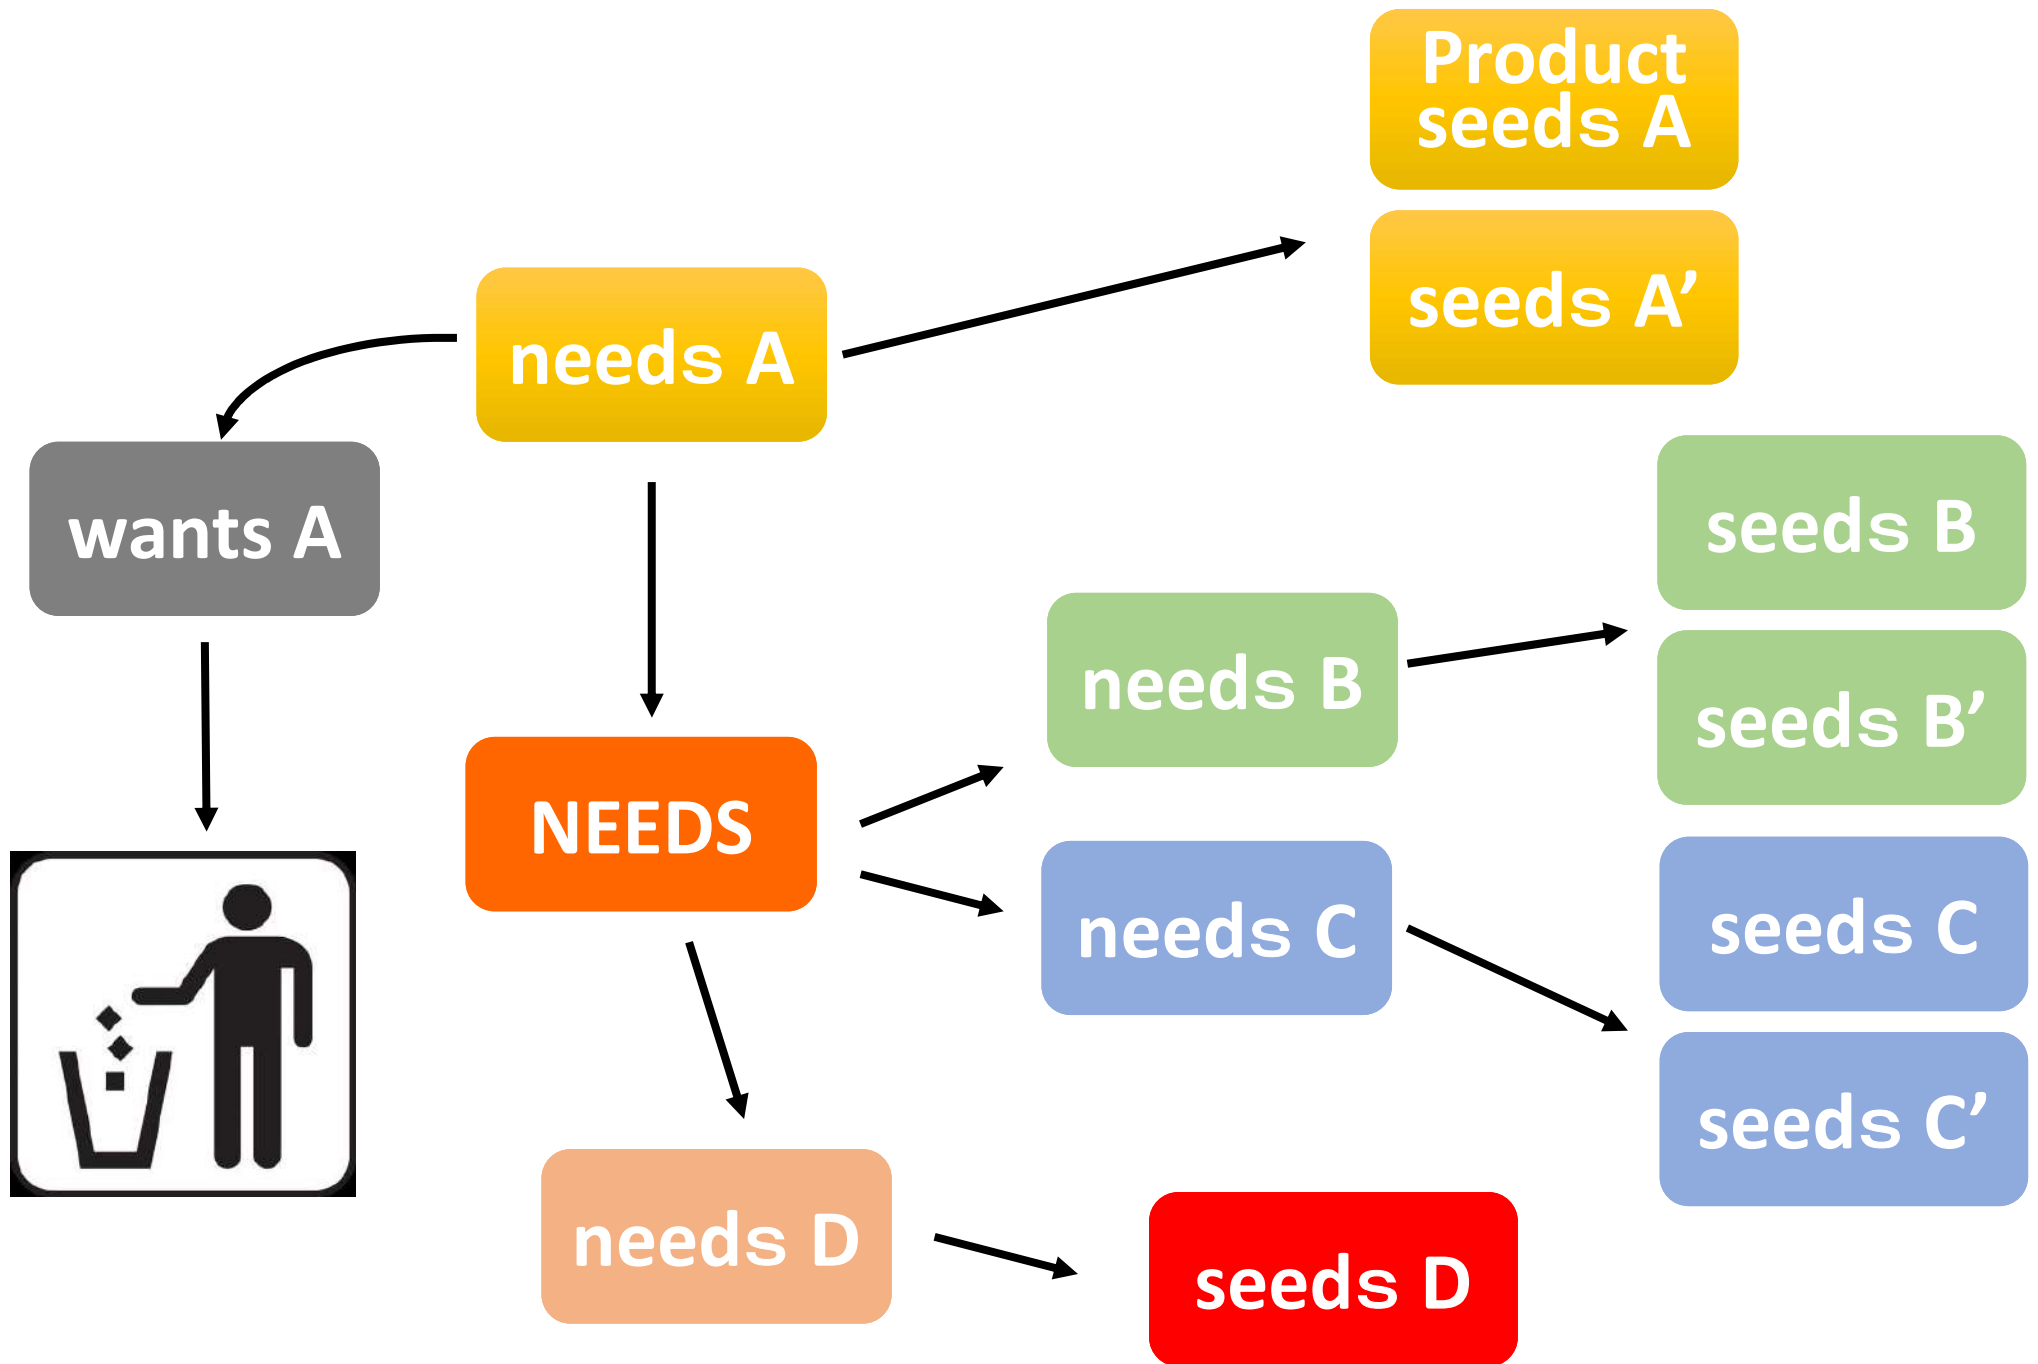 Product
seeds A
seeds A’
needs A
wants A
seeds B
needs B
seeds B’
NEEDS
needs C
seeds C
seeds C’
needs D
seeds D